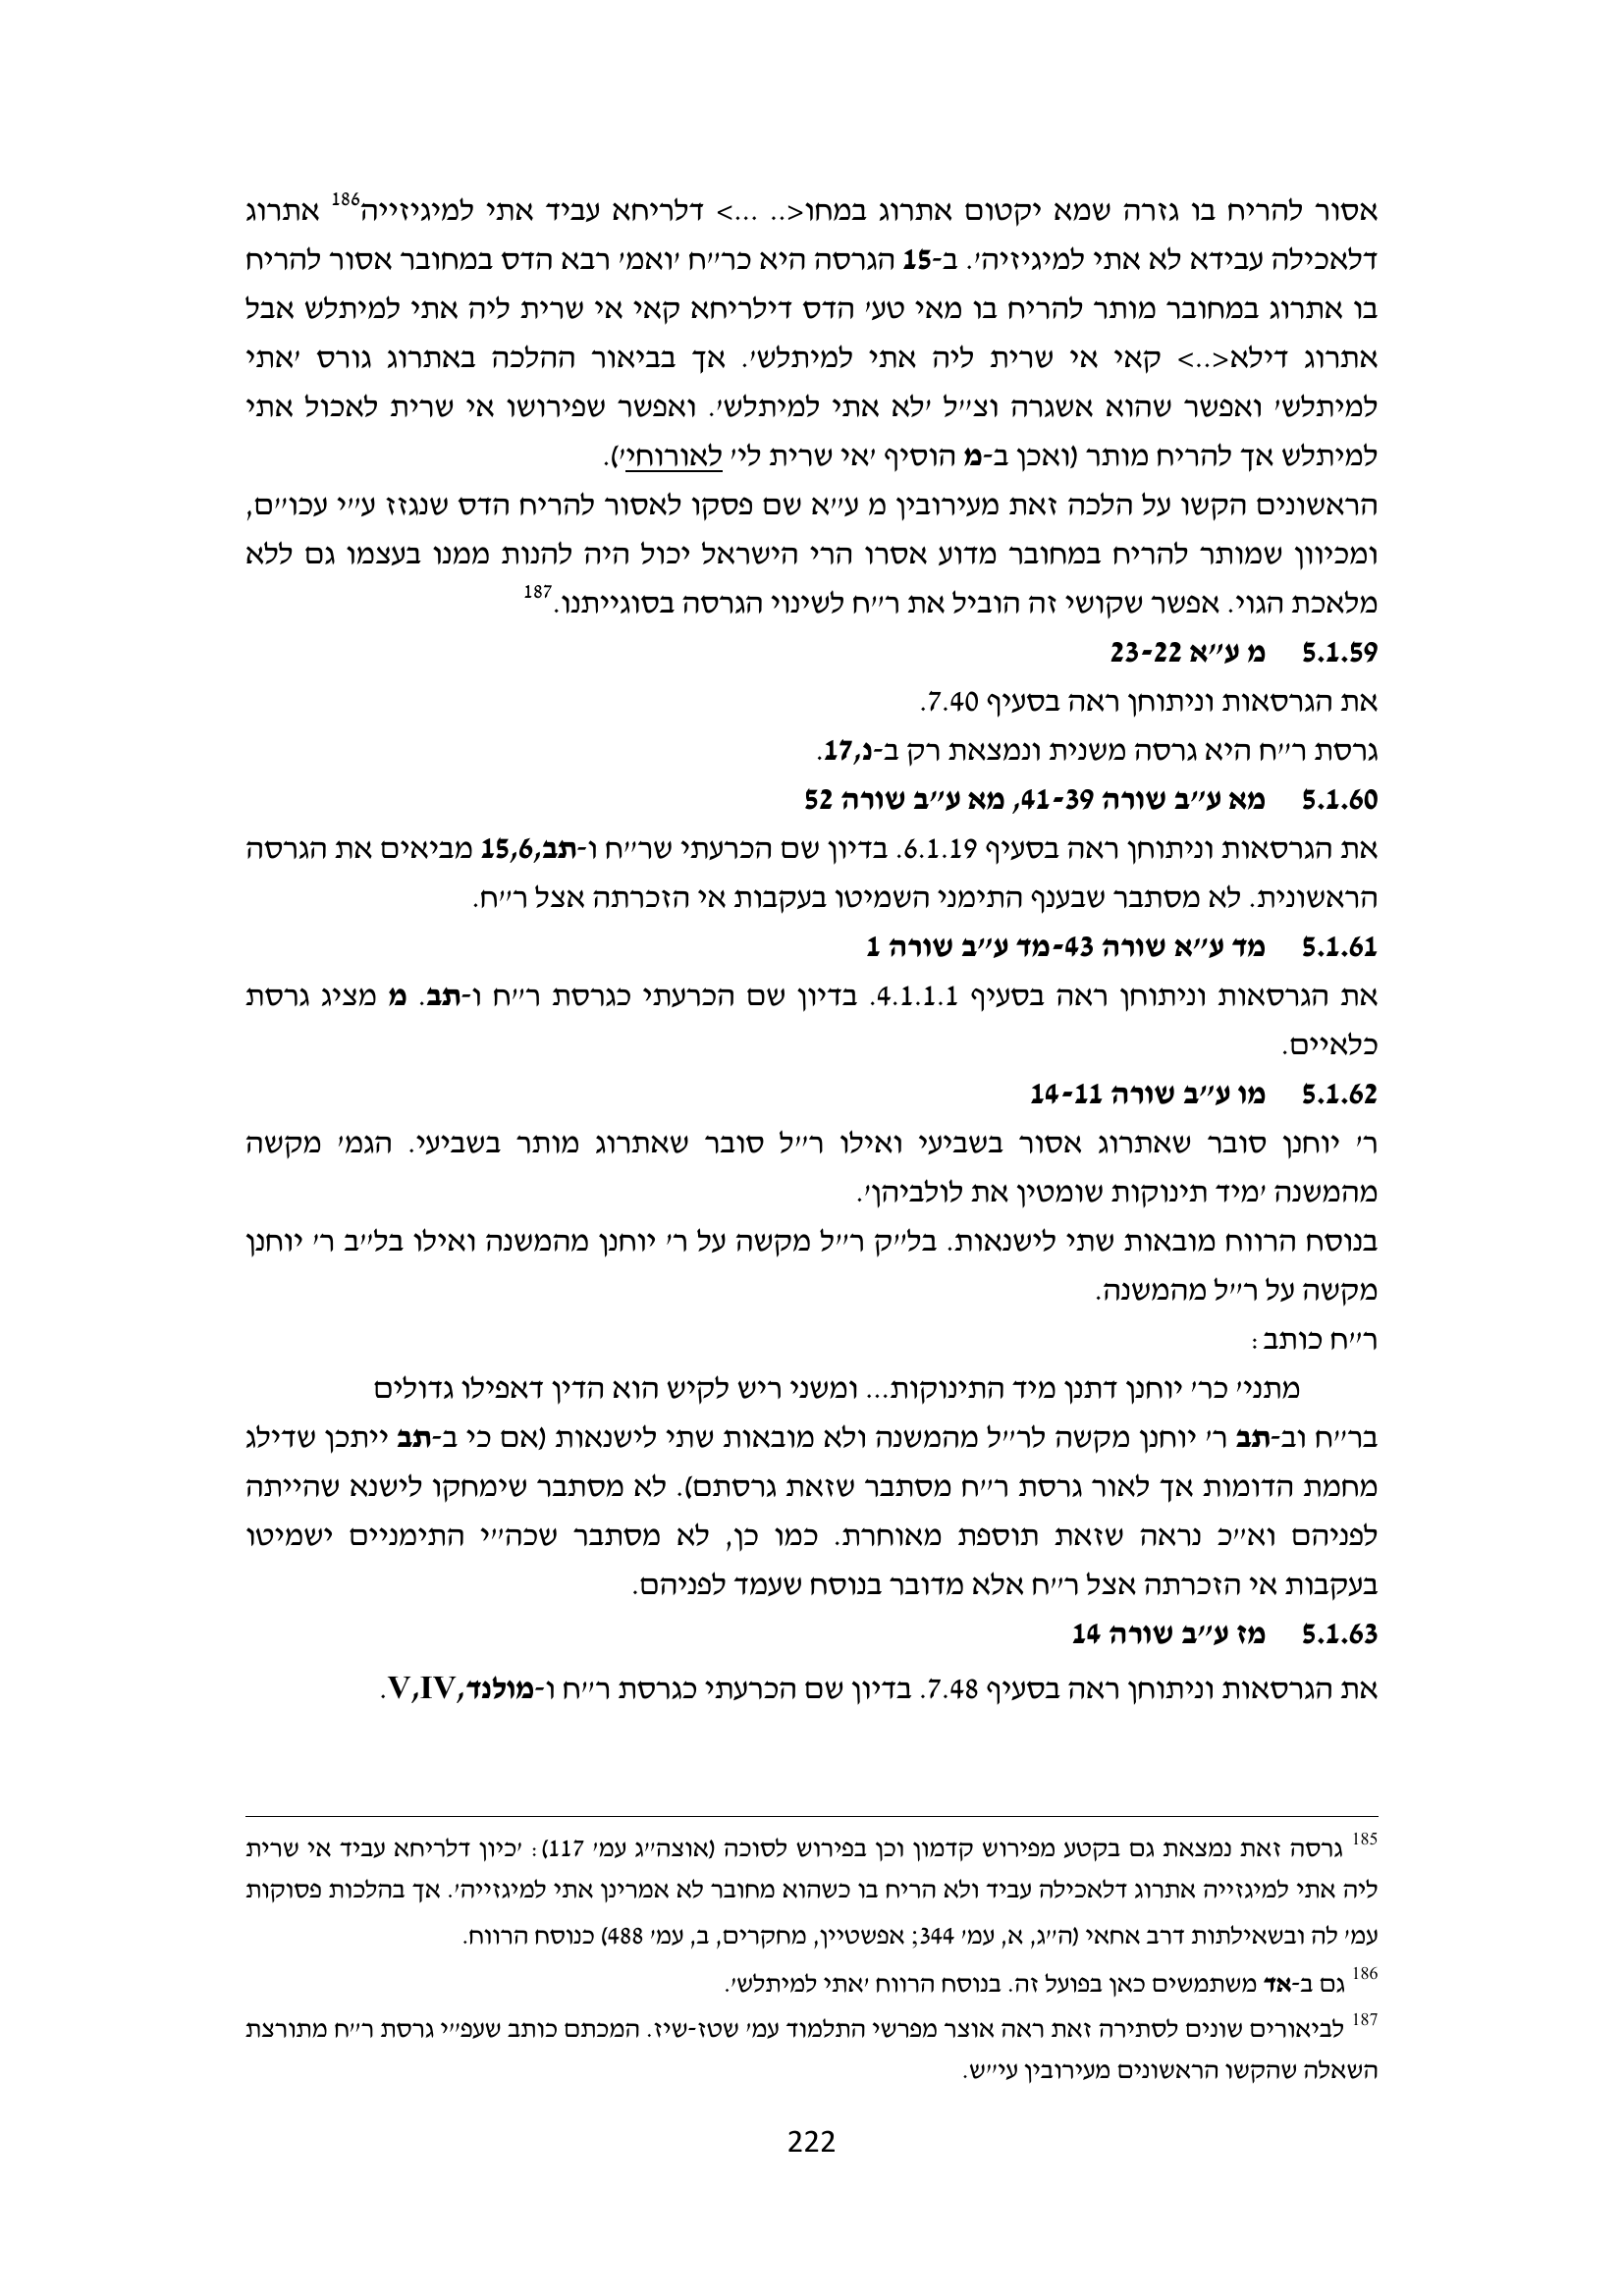 אסור להריח בו גזרה שמא יקטום אתרוג במחו<.. ...> דלריחא עביד אתי למיגיזייה186 אתרוג
דלאכילה עבידא לא אתי למיגיזיה'. ב-15 הגרסה היא כר״ח 'ואמ' רבא הדס במחובר אסור להריח
בו אתרוג במחובר מותר להריח בו מאי טע' הדס דילריחא קאי אי שרית ליה אתי למיתלש אבל
אתרוג דילא<..> קאי אי שרית ליה אתי למיתלש'. אך בביאור ההלכה באתרוג גורס 'אתי
למיתלש' ואפשר שהוא אשגרה וצ״ל 'לא אתי למיתלש'. ואפשר שפירושו אי שרית לאכול אתי
למיתלש אך להריח מותר (ואכן ב-מ הוסיף 'אי שרית לי' לאורוחי').
הראשונים הקשו על הלכה זאת מעירובין מ ע״א שם פסקו לאסור להריח הדס שנגזז ע״י עכו״ם,
ומכיוון שמותר להריח במחובר מדוע אסרו הרי הישראל יכול היה להנות ממנו בעצמו גם ללא
מלאכת הגוי. אפשר שקושי זה הוביל את ר״ח לשינוי הגרסה בסוגייתנו.187
5.1.59 מ ע״א 23-22
את הגרסאות וניתוחן ראה בסעיף 7.40.
גרסת ר״ח היא גרסה משנית ונמצאת רק ב-נ,17.
5.1.60 מא ע״ב שורה 41-39, מא ע״ב שורה 52
את הגרסאות וניתוחן ראה בסעיף 6.1.19. בדיון שם הכרעתי שר״ח ו-תב,15,6 מביאים את הגרסה
הראשונית. לא מסתבר שבענף התימני השמיטו בעקבות אי הזכרתה אצל ר״ח.
5.1.61 מד ע״א שורה 43-מד ע״ב שורה 1
את הגרסאות וניתוחן ראה בסעיף 4.1.1.1. בדיון שם הכרעתי כגרסת ר״ח ו-תב. מ מציג גרסת
כלאיים.
5.1.62 מו ע״ב שורה 14-11
ר' יוחנן סובר שאתרוג אסור בשביעי ואילו ר״ל סובר שאתרוג מותר בשביעי. הגמ' מקשה
מהמשנה 'מיד תינוקות שומטין את לולביהן'.
בנוסח הרווח מובאות שתי לישנאות. בל״ק ר״ל מקשה על ר' יוחנן מהמשנה ואילו בל״ב ר' יוחנן
מקשה על ר״ל מהמשנה.
ר״ח כותב:
מתני' כר' יוחנן דתנן מיד התינוקות... ומשני ריש לקיש הוא הדין דאפילו גדולים
בר״ח וב-תב ר' יוחנן מקשה לר״ל מהמשנה ולא מובאות שתי לישנאות (אם כי ב-תב ייתכן שדילג
מחמת הדומות אך לאור גרסת ר״ח מסתבר שזאת גרסתם). לא מסתבר שימחקו לישנא שהייתה
לפניהם וא״כ נראה שזאת תוספת מאוחרת. כמו כן, לא מסתבר שכה״י התימניים ישמיטו
בעקבות אי הזכרתה אצל ר״ח אלא מדובר בנוסח שעמד לפניהם.
5.1.63 מז ע״ב שורה 14
את הגרסאות וניתוחן ראה בסעיף 7.48. בדיון שם הכרעתי כגרסת ר״ח ו-מולנד,V,IV.
185 גרסה זאת נמצאת גם בקטע מפירוש קדמון וכן בפירוש לסוכה (אוצה״ג עמ' 117): 'כיון דלריחא עביד אי שרית
ליה אתי למיגזייה אתרוג דלאכילה עביד ולא הריח בו כשהוא מחובר לא אמרינן אתי למיגזייה'. אך בהלכות פסוקות
עמ' לה ובשאילתות דרב אחאי (ה״ג, א, עמ' 344; אפשטיין, מחקרים, ב, עמ' 488) כנוסח הרווח.
186 גם ב-אד משתמשים כאן בפועל זה. בנוסח הרווח 'אתי למיתלש'.
187 לביאורים שונים לסתירה זאת ראה אוצר מפרשי התלמוד עמ' שטז-שיז. המכתם כותב שעפ״י גרסת ר״ח מתורצת
השאלה שהקשו הראשונים מעירובין עי״ש.
222